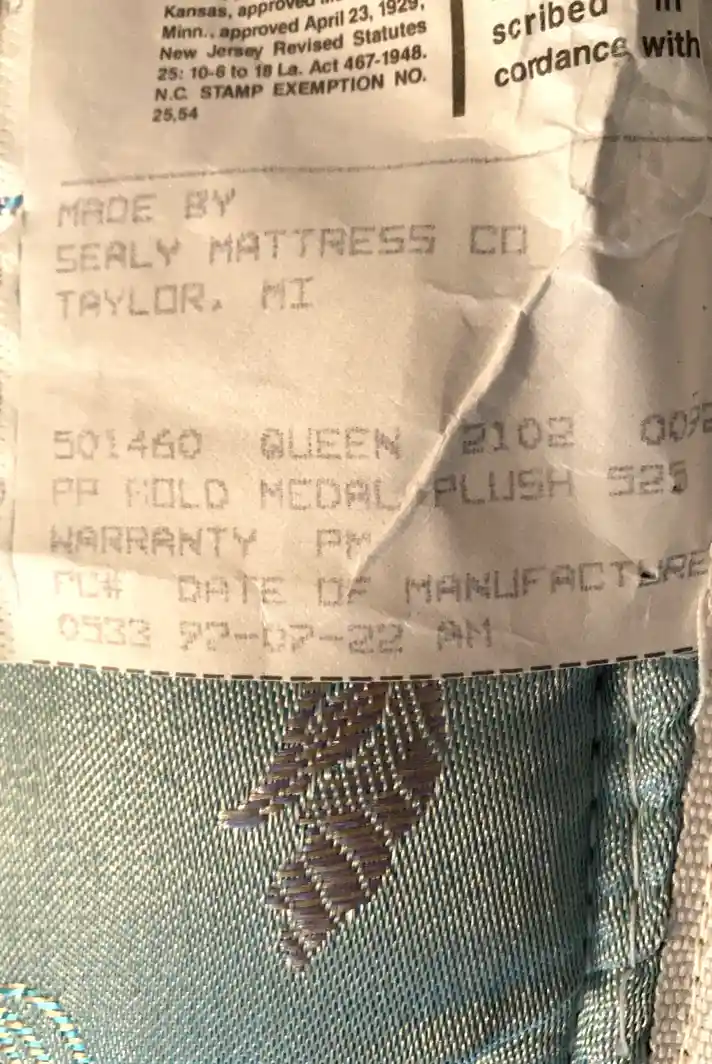 Kansas, approved
Minn., approved April 23, 1929,
New Jersey Revised Statutes
25: 10-6 to 18 La. Act 467-1948.
N.C. STAMP EXEMPTION NO.
25,54
scribed in
cordance with
MADE BY
SEALY MATTRESS CO
TAYLOR, MI
501460 QUEEN 2102
PP MEDAL PLUSH 525
WARRANTY PM
PC# DATE OF MANUFACTURE
0533 97-07-22 AM